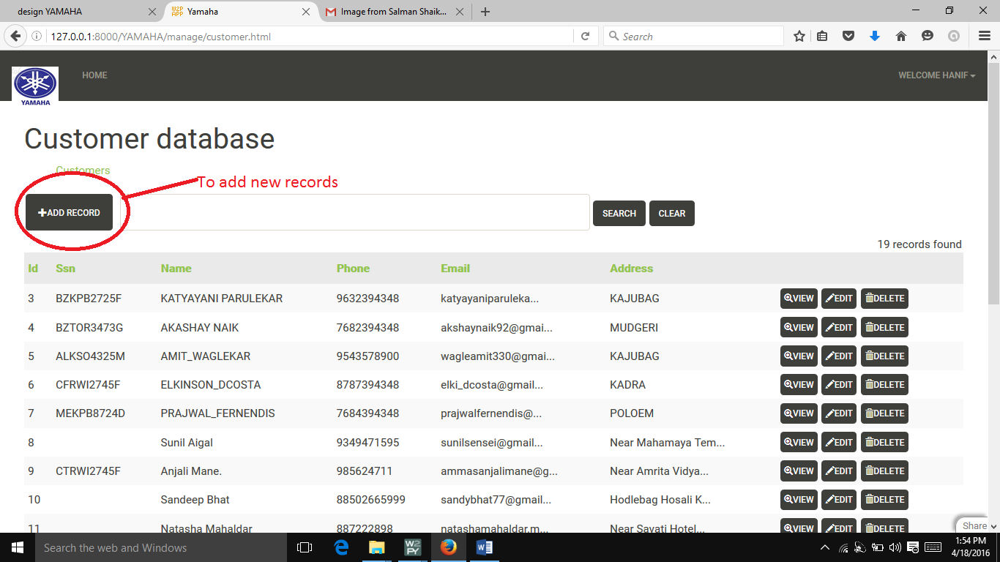 design YAMAHA
Yamaha
Image from Salman Shaik...
127.0.0.1:8000/YAMAHA/manage/customer.html
Search
YAMAHA
HOME
WELCOME HANIF
Customer database
Customers
To add new records
ADD RECORD
SEARCH
CLEAR
19 records found
Id Ssn Name Phone Email Address
3 BZKPB2725F KATYAYANI PARULEKAR 9632394348 katyayaniparuleka... KAJUBAG VIEW EDIT DELETE
4 BZTOR3473G AKASHAY NAIK 7682394348 akshaynaik92@gmai... MUDGERI VIEW EDIT DELETE
5 ALKSO4325M AMIT_WAGLEKAR 9543578900 wagleamit330@gmai... KAJUBAG VIEW EDIT DELETE
6 CFRWI2745F ELKINSON_DCOSTA 8787394348 elki_dcosta@gmail... KADRA VIEW EDIT DELETE
7 MEKPB8724D PRAJWAL_FERNENDIS 7684394348 prajwalfernendis@... POLOEM VIEW EDIT DELETE
8 Sunil Aigal 9349471595 sunilsensei@gmail... Near Mahamaya Tem... VIEW EDIT DELETE
9 CTRWI2745F Anjali Mane. 985624711 ammasanjalimane@g... Near Amrita Vidya... VIEW EDIT DELETE
10 Sandeep Bhat 88502665999 sandybhat77@gmail... Hodlebag Hosali K... VIEW EDIT DELETE
11 Natasha Mahaldar 887222898 natashamahaldar.m... Near Savati Hotel... VIEW EDIT DELETE
Share
Search the web and Windows
W2PY
1:54 PM
4/18/2016